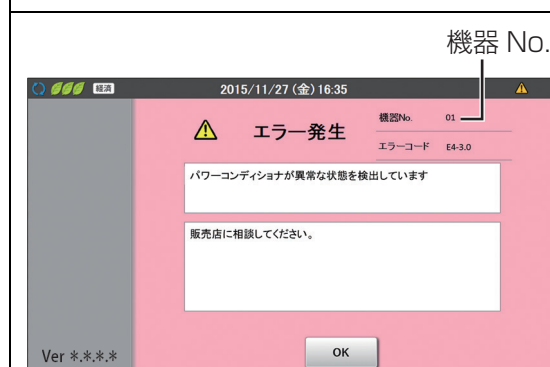 機器 No.
経済 2015/11/27 (金) 16:35
エラー発生
機器No. 01
エラーコード E4-3.0
パワーコンディショナが異常な状態を検出しています
販売店に相談してください。
OK
Ver *.*.*.*